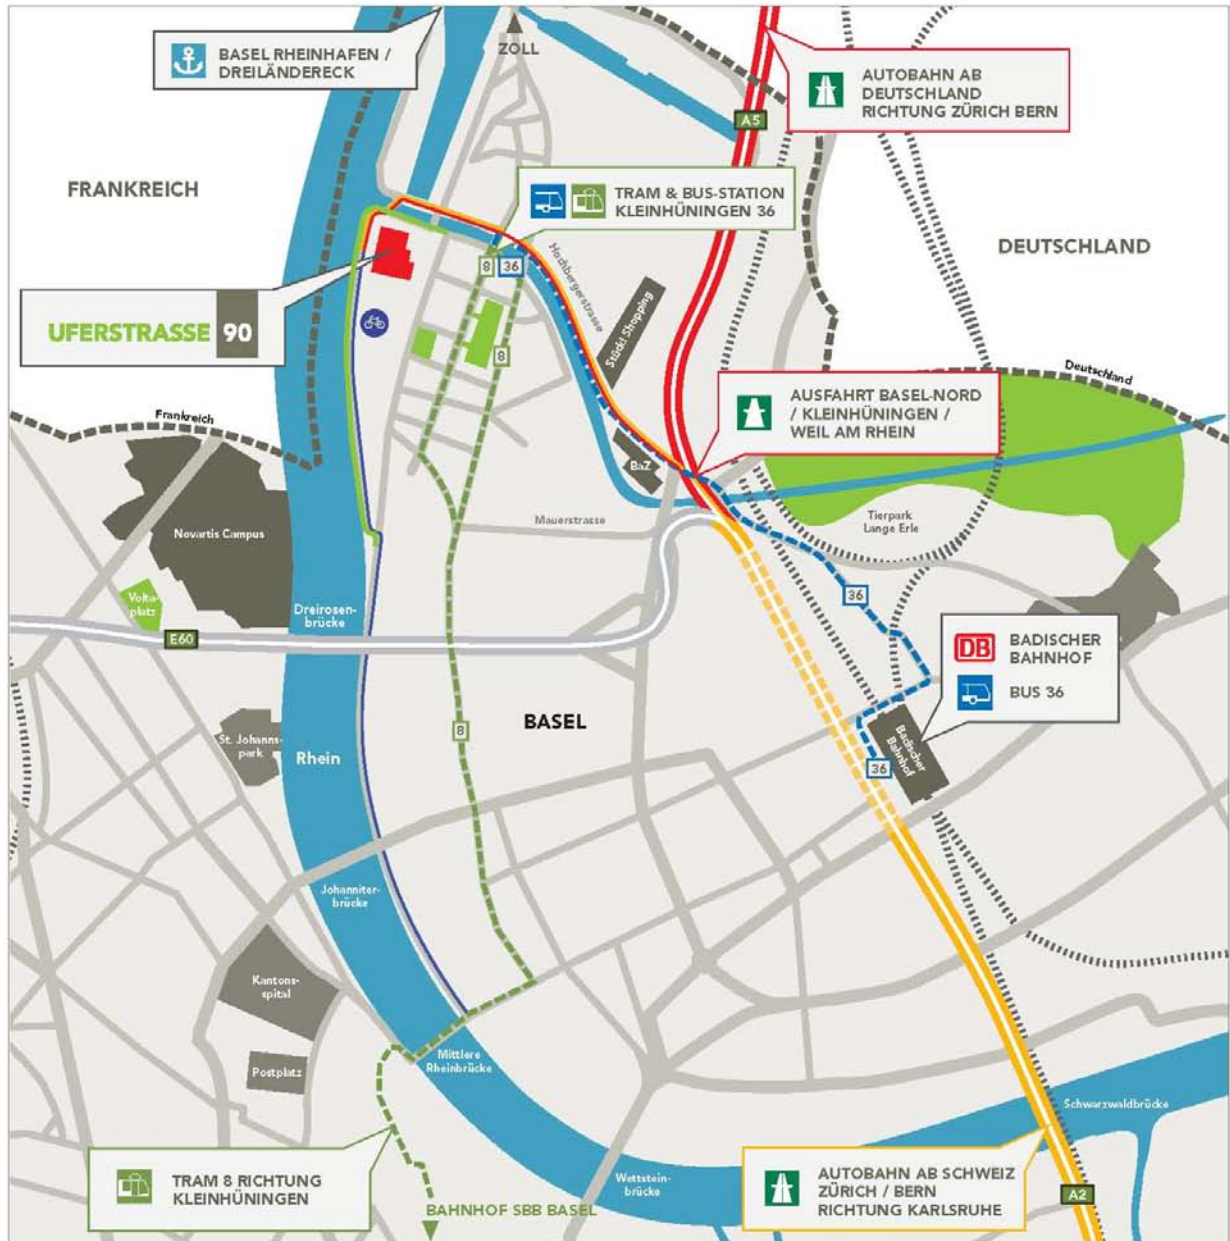 ZOLL
BASEL RHEINHAFEN /
DREILÄNDERECK
AUTOBAHN AB
DEUTSCHLAND
RICHTUNG ZÜRICH BERN
A5
FRANKREICH
TRAM & BUS-STATION
KLEINHÜNINGEN 36
DEUTSCHLAND
8
36
Hochbergerstrasse
UFERSTRASSE 90
Stücki Shopping
8
Deutschland
Frankreich
AUSFAHRT BASEL-NORD
/ KLEINHÜNINGEN /
WEIL AM RHEIN
BaZ
Novartis Campus
Mauerstrasse
Tierpark
Lange Erle
Volta-
platz
36
Dreirosen-
brücke
E60
DB
BADISCHER
BAHNHOF
BUS 36
BASEL
8
St. Johanns-
park
Rhein
Badischer
Bahnhof
36
Johanniter-
brücke
Kantons-
spital
Mittlere
Rheinbrücke
Postplatz
Schwarzwaldbrücke
TRAM 8 RICHTUNG
KLEINHÜNINGEN
Wettstein-
brücke
AUTOBAHN AB SCHWEIZ
ZÜRICH / BERN
RICHTUNG KARLSRUHE
A2
BAHNHOF SBB BASEL